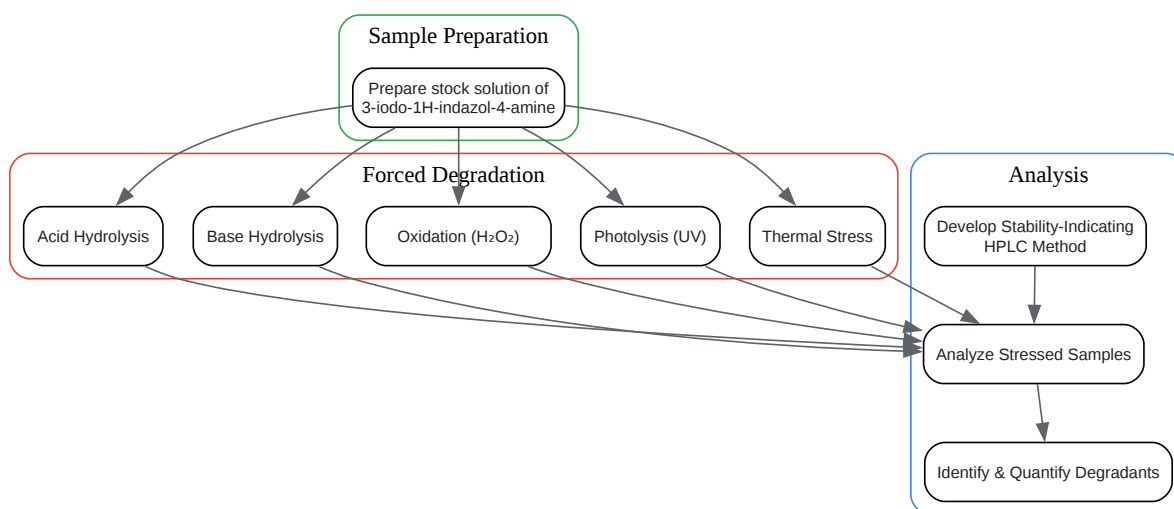 Sample Preparation
Prepare stock solution of
3-iodo-1H-indazol-4-amine
Forced Degradation
Acid Hydrolysis
Base Hydrolysis
Oxidation (H₂O₂)
Photolysis (UV)
Thermal Stress
Analysis
Develop Stability-Indicating
HPLC Method
Analyze Stressed Samples
Identify & Quantify Degradants